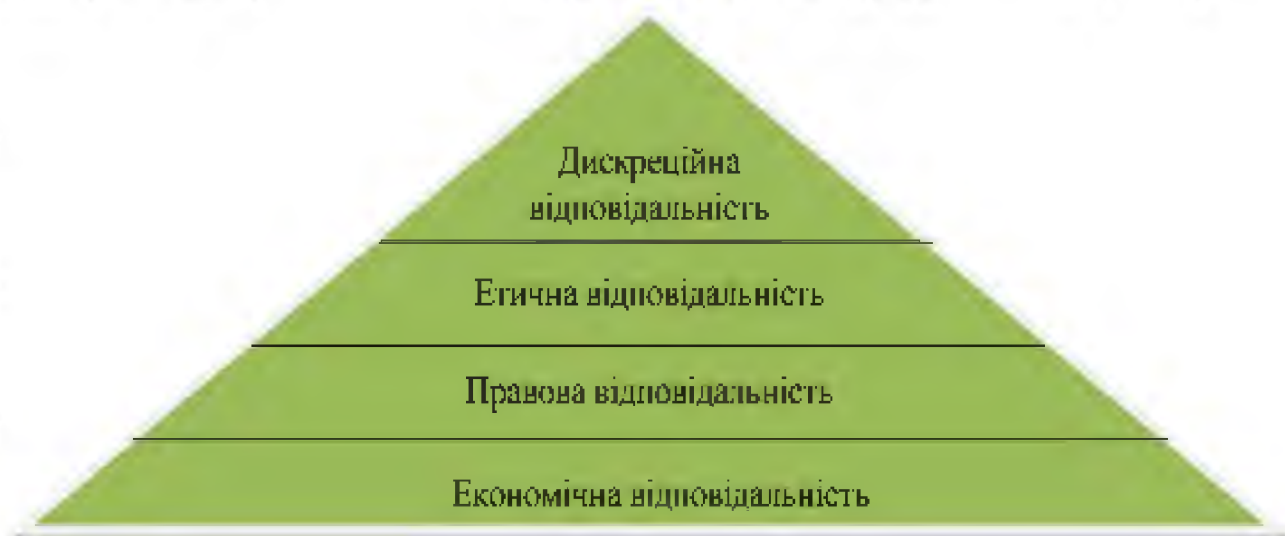 Дискреційна
відповідальність
Етична відповідальність
Правова відповідальність
Економічна відповідальність